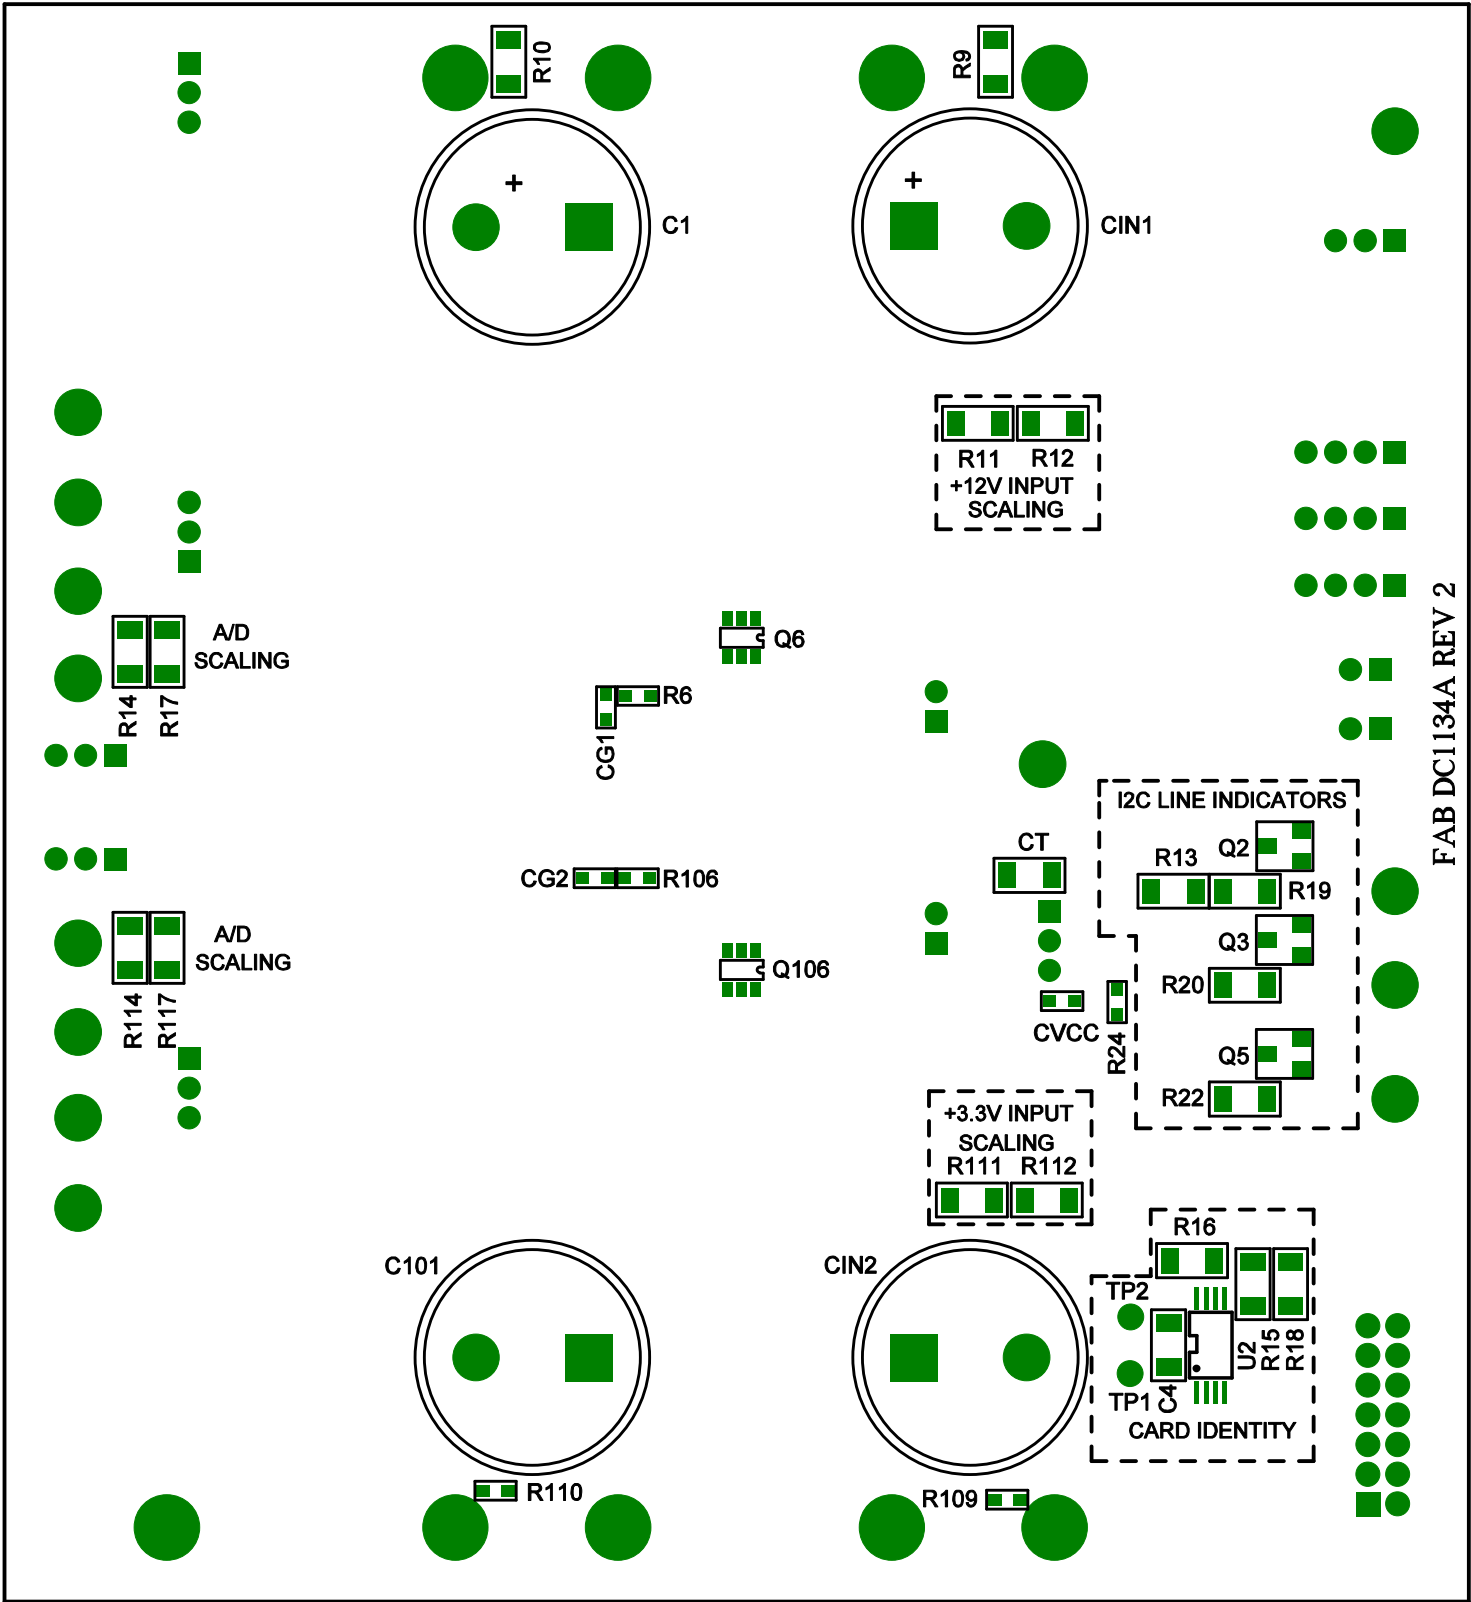 R10
R9
+
+
C1
CIN1
R11
R12
+12V INPUT
SCALING
FAB DC1134A REV 2
A/D
SCALING
R14
R17
Q6
R6
CG1
I2C LINE INDICATORS
CT
Q2
R13
R19
CG2
R106
A/D
SCALING
Q3
Q106
R20
R114
R117
CVCC
R24
Q5
R22
+3.3V INPUT
SCALING
R111
R112
R16
C101
CIN2
TP2
U2
R15
R18
TP1
C4
CARD IDENTITY
R110
R109